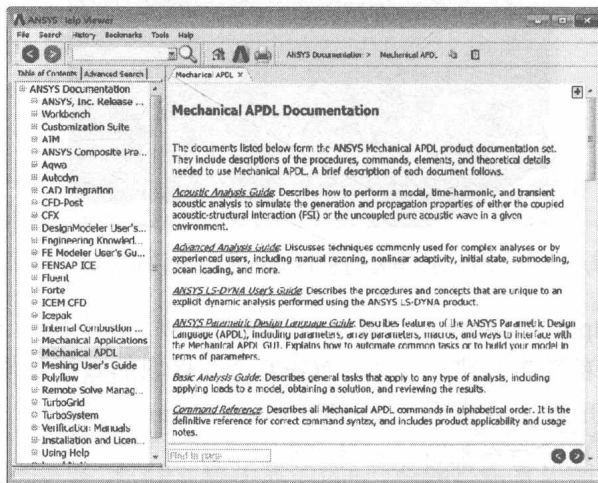 ANSYS Help Viewer
File Search History Bookmarks Tools Help
ANSYS Documentation > Mechanical APDL
Table of Contents Advanced Search
Mechanical APDL X
ANSYS Documentation
ANSYS, Inc. Release ...
Workbench
Customization Suite
AIM
ANSYS Composite Pre...
Aqwa
Autodyn
CAD Integration
CFD-Post
CFX
DesignModeler User's...
Engineering Knowled...
FE Modeler User's Gu...
FENSAP ICE
Fluent
Forte
ICEM CFD
Icepak
Internal Combustion ...
Mechanical Applications
Mechanical APDL
Meshing User's Guide
Polyflow
Remote Solve Manag...
TurboGrid
TurboSystem
Verification Manuals
Installation and Licen...
Using Help
Mechanical APDL Documentation
The documents listed below form the ANSYS Mechanical APDL product documentation set.
They include descriptions of the procedures, commands, elements, and theoretical details
needed to use Mechanical APDL. A brief description of each document follows.
Acoustic Analysis Guide: Describes how to perform a modal, time-harmonic, and transient
acoustic analysis to simulate the generation and propagation properties of either the coupled
acoustic-structural interaction (FSI) or the uncoupled pure acoustic wave in a given
environment.
Advanced Analysis Guide: Discusses techniques commonly used for complex analyses or by
experienced users, including manual rezoning, nonlinear adaptivity, initial state, submodeling,
ocean loading, and more.
ANSYS LS-DYNA User's Guide: Describes the procedures and concepts that are unique to an
explicit dynamic analysis performed using the ANSYS LS-DYNA product.
ANSYS Parametric Design Language Guide: Describes features of the ANSYS Parametric Design
Language (APDL), including parameters, array parameters, macros, and ways to interface with
the Mechanical APDL GUI. Explains how to automate common tasks or to build your model in
terms of parameters.
Basic Analysis Guide: Describes general tasks that apply to any type of analysis, including
applying loads to a model, obtaining a solution, and reviewing the results.
Command Reference: Describes all Mechanical APDL commands in alphabetical order. It is the
definitive reference for correct command syntax, and includes product applicability and usage
notes.
Find in page